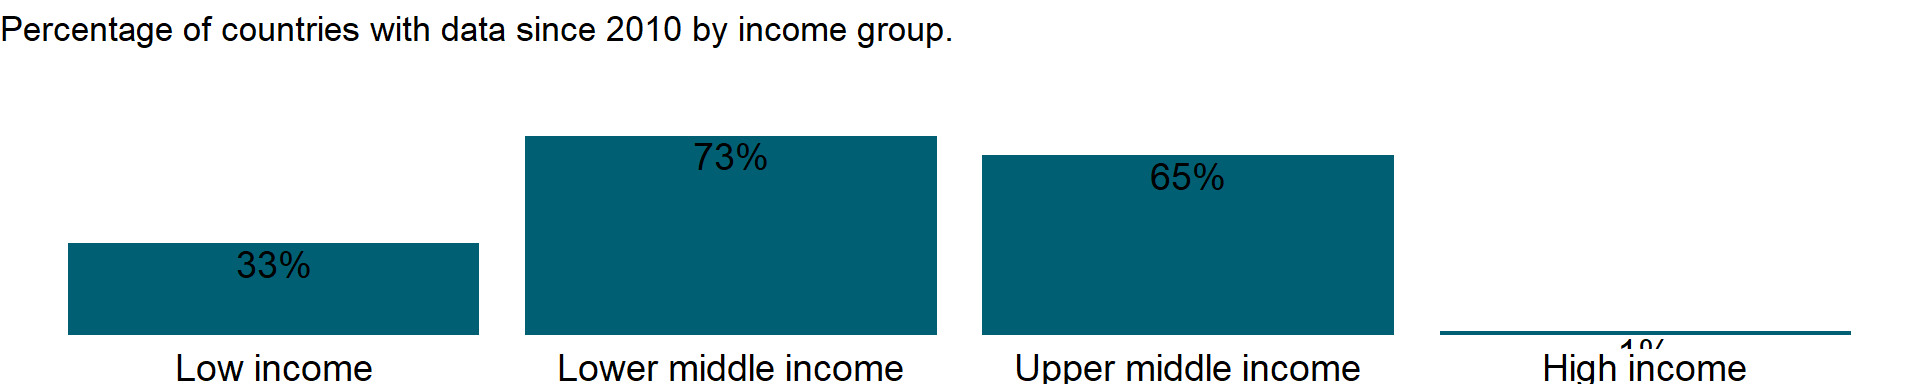 Percentage of countries with data since 2010 by income group.
73%
65%
33%
1%
Low income Lower middle income Upper middle income High income